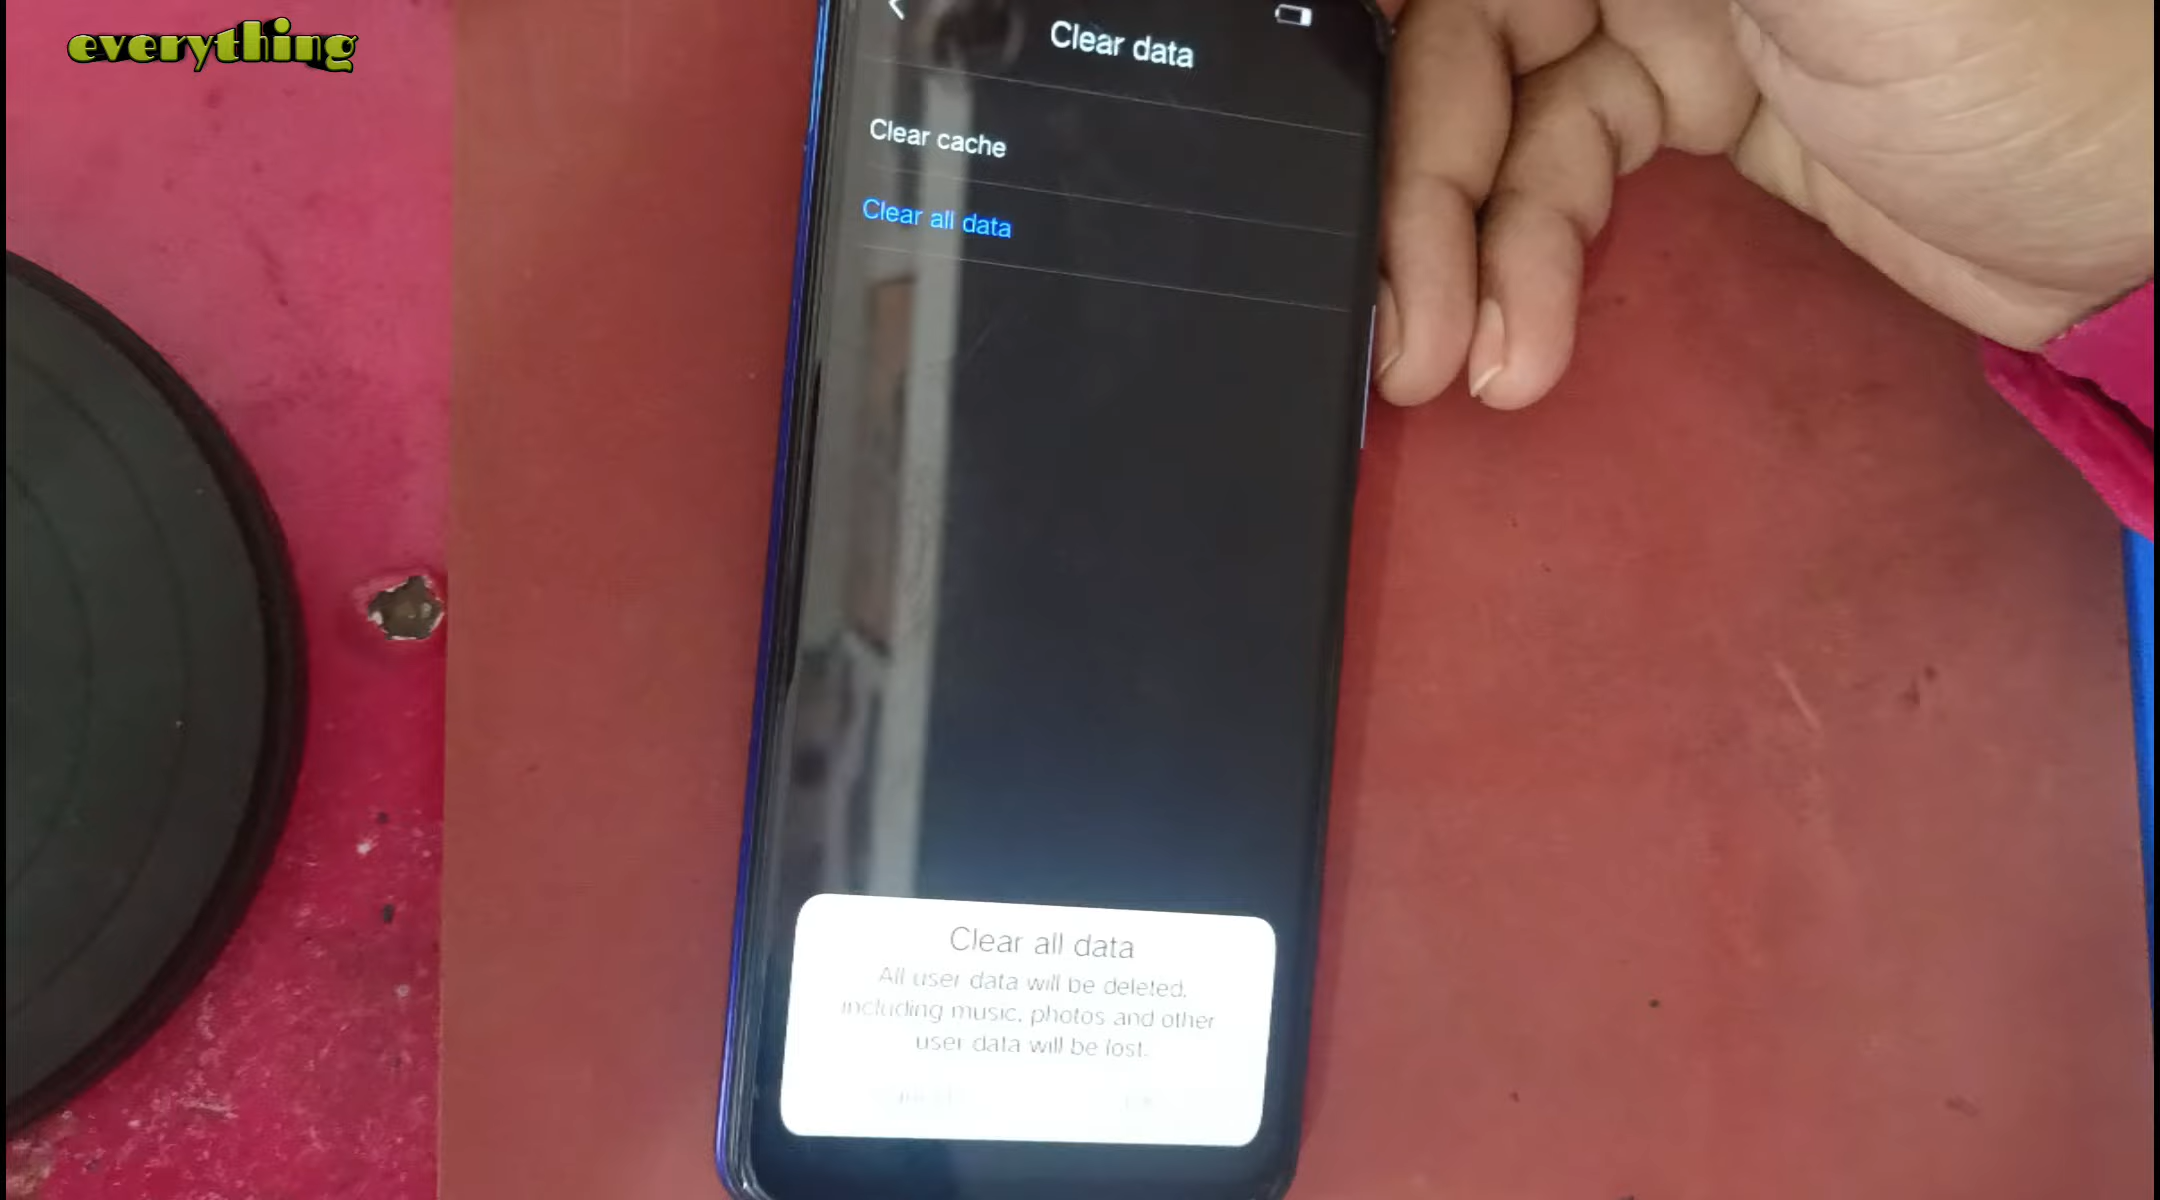 everything
Clear data
Clear cache
Clear all data
Clear all data
All user data will be deleted,
including music, photos and other
user data will be lost.